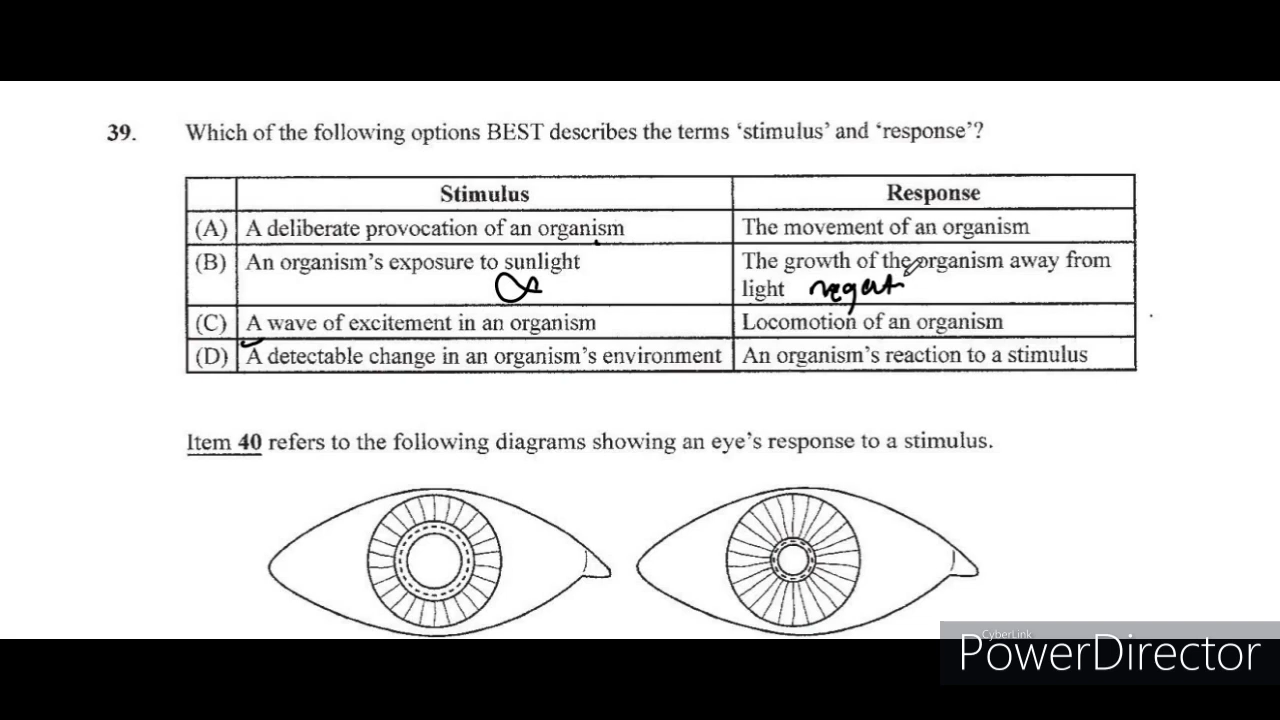 39. Which of the following options BEST describes the terms ‘stimulus’ and ‘response’?
Stimulus Response
(A) A deliberate provocation of an organism The movement of an organism
(B) An organism’s exposure to sunlight The growth of the organism away from
light negat
(C) A wave of excitement in an organism Locomotion of an organism
(D) A detectable change in an organism’s environment An organism’s reaction to a stimulus
Item 40 refers to the following diagrams showing an eye’s response to a stimulus.
CyberLink
PowerDirector